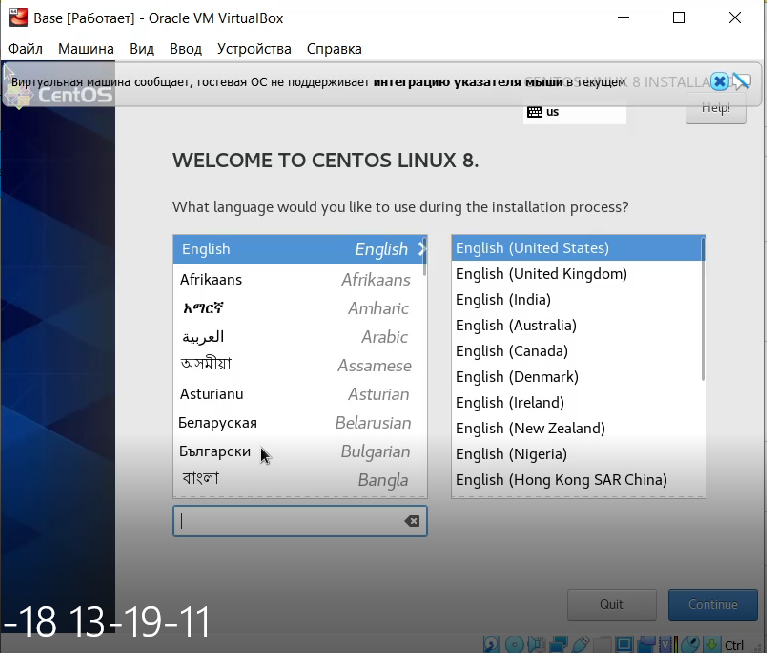 Base [Работает] - Oracle VM VirtualBox
Файл Машина Вид Ввод Устройства Справка
Виртуальная машина сообщает, гостевая ОС не поддерживает интеграцию указателя мыши в текущем
CENTOS LINUX 8 INSTALLA
CentOS
us
Help!
WELCOME TO CENTOS LINUX 8.
What language would you like to use during the installation process?
English English
Afrikaans Afrikaans
አማርኛ Amharic
العربية Arabic
অসমীয়া Assamese
Asturianu Asturian
Беларуская Belarusian
Български Bulgarian
বাংলা Bangla
English (United States)
English (United Kingdom)
English (India)
English (Australia)
English (Canada)
English (Denmark)
English (Ireland)
English (New Zealand)
English (Nigeria)
English (Hong Kong SAR China)
Quit Continue
-18 13-19-11
Ctrl